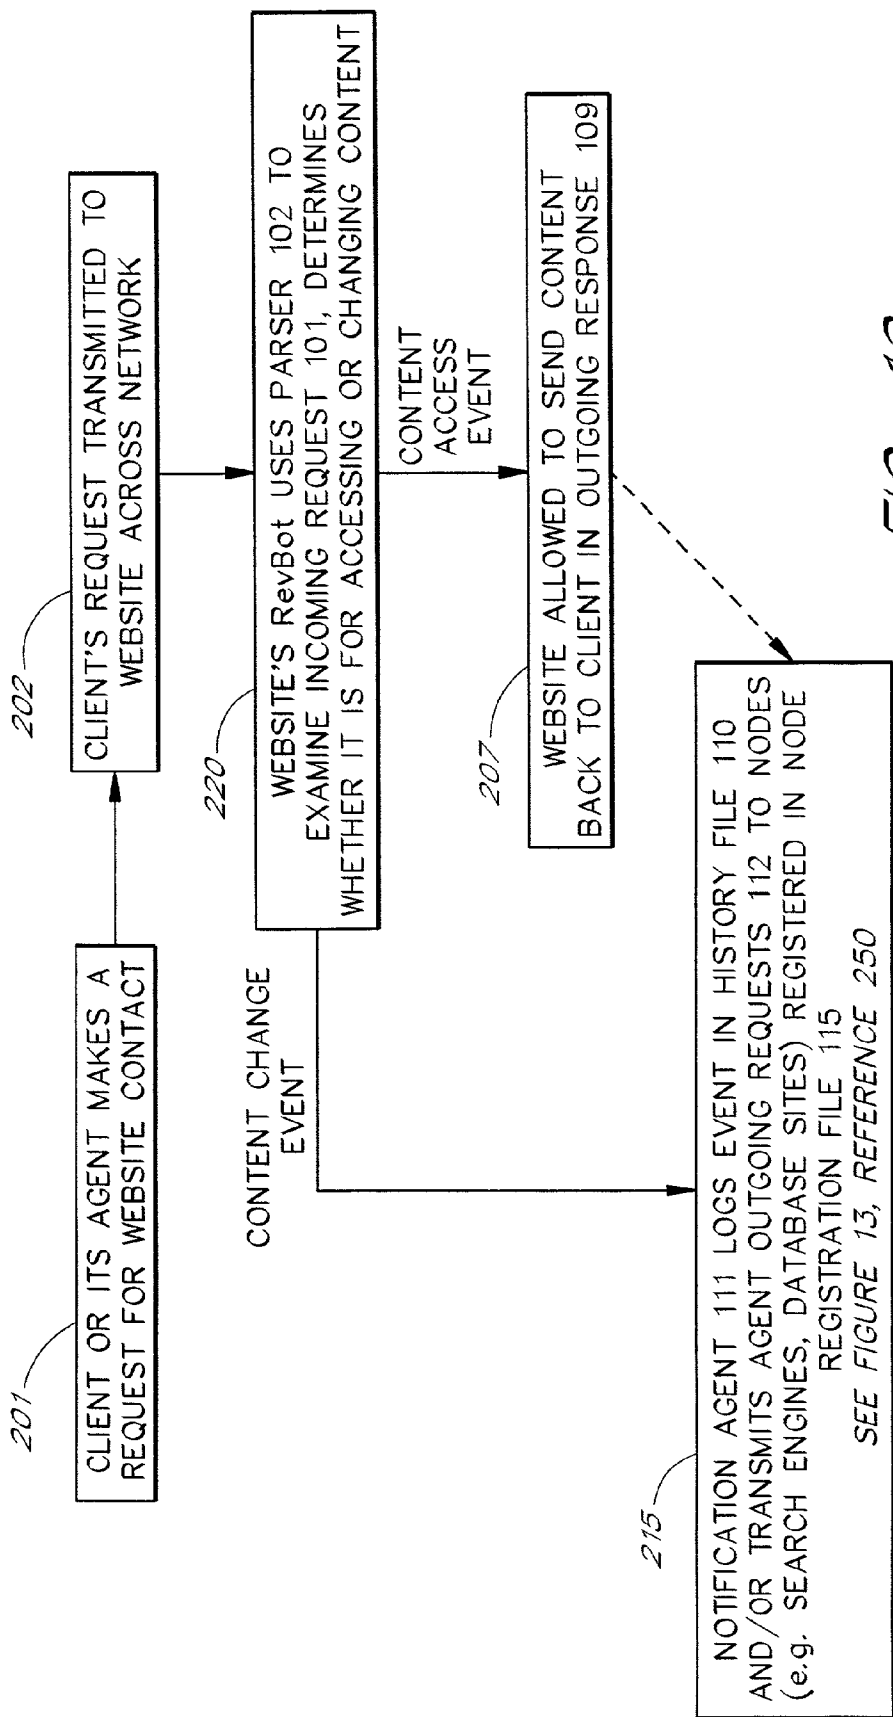 201
CLIENT OR ITS AGENT MAKES A
REQUEST FOR WEBSITE CONTACT
202
CLIENT'S REQUEST TRANSMITTED TO
WEBSITE ACROSS NETWORK
220
WEBSITE'S RevBot USES PARSER 102 TO
EXAMINE INCOMING REQUEST 101, DETERMINES
WHETHER IT IS FOR ACCESSING OR CHANGING CONTENT
CONTENT CHANGE
EVENT
CONTENT
ACCESS
EVENT
207
WEBSITE ALLOWED TO SEND CONTENT
BACK TO CLIENT IN OUTGOING RESPONSE 109
215
NOTIFICATION AGENT 111 LOGS EVENT IN HISTORY FILE 110
AND/OR TRANSMITS AGENT OUTGOING REQUESTS 112 TO NODES
(e.g. SEARCH ENGINES, DATABASE SITES) REGISTERED IN NODE
REGISTRATION FILE 115
SEE FIGURE 13, REFERENCE 250